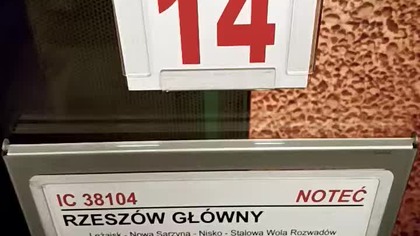 14
IC 38104 NOTEĆ
RZESZÓW GŁÓWNY
Leżajsk - Nowa Sarzyna - Nisko - Stalowa Wola Rozwadów